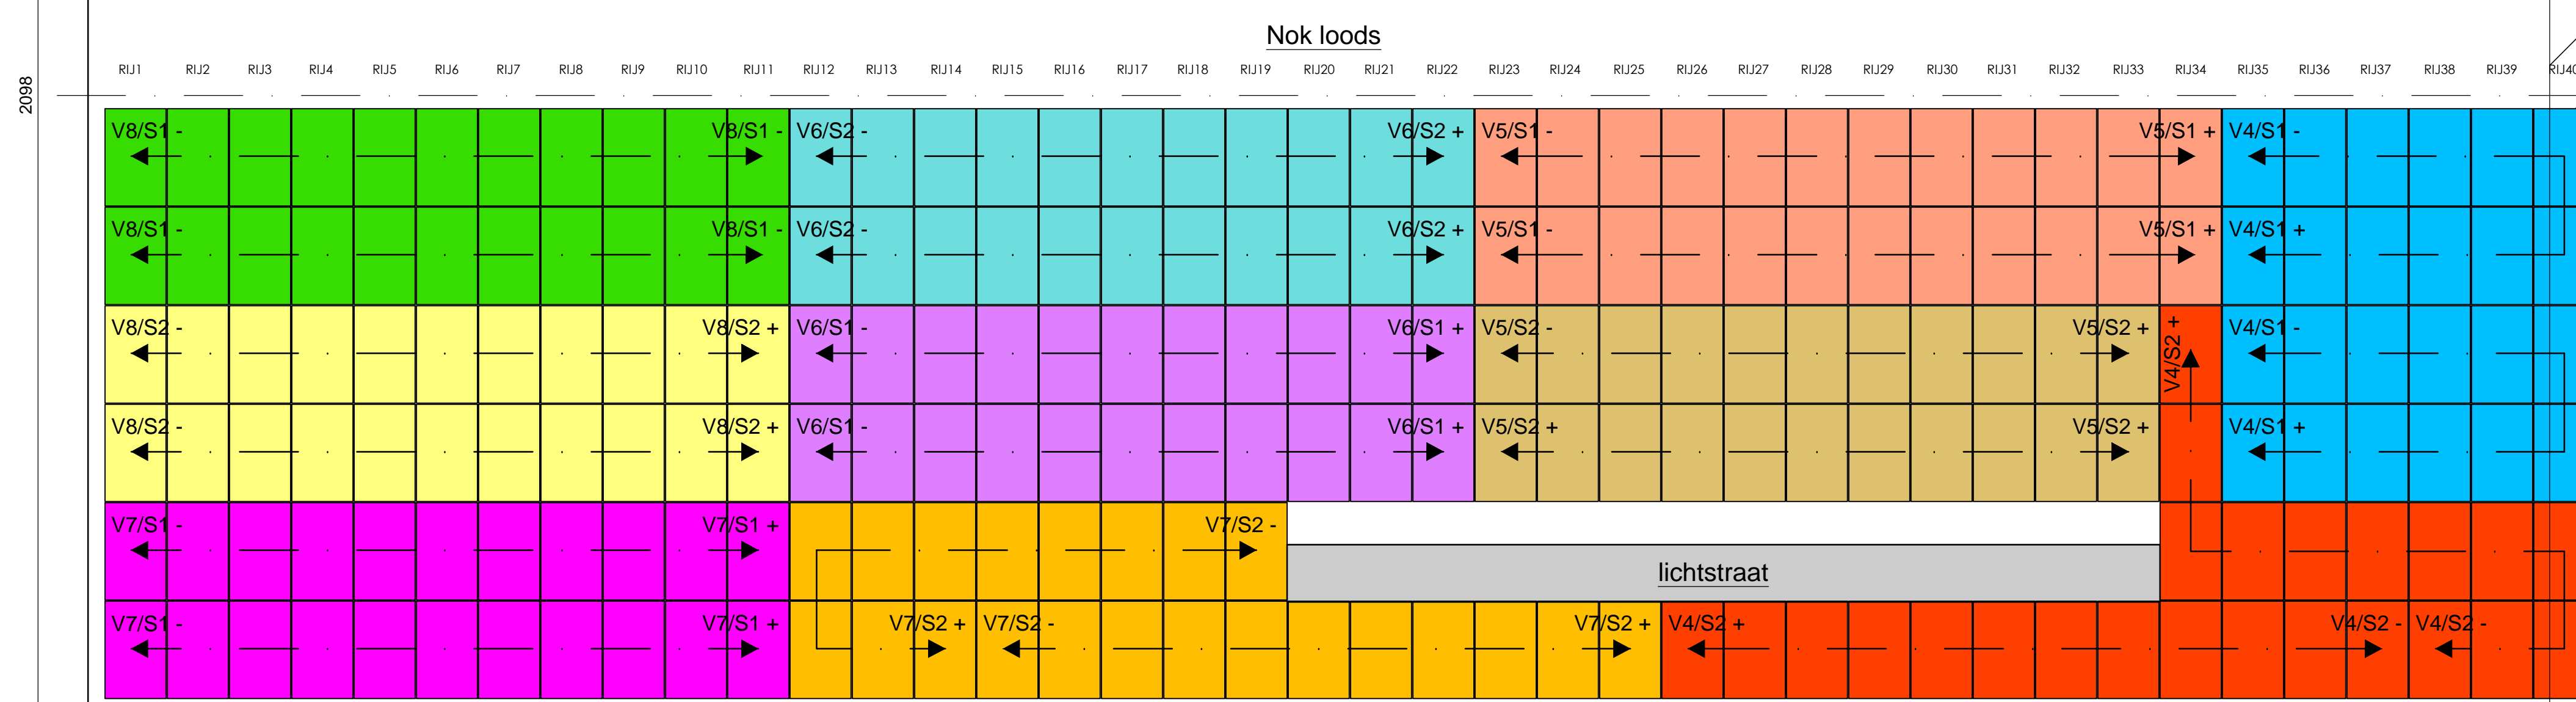 Nok loods
RIJ1 RIJ2 RIJ3 RIJ4 RIJ5 RIJ6 RIJ7 RIJ8 RIJ9 RIJ10 RIJ11 RIJ12 RIJ13 RIJ14 RIJ15 RIJ16 RIJ17 RIJ18 RIJ19 RIJ20 RIJ21 RIJ22 RIJ23 RIJ24 RIJ25 RIJ26 RIJ27 RIJ28 RIJ29 RIJ30 RIJ31 RIJ32 RIJ33 RIJ34 RIJ35 RIJ36 RIJ37 RIJ38 RIJ39 RIJ40
2098
V8/S1 - V8/S1 - V6/S2 - V6/S2 + V5/S1 - V5/S1 + V4/S1 -
V8/S1 - V8/S1 - V6/S2 - V6/S2 + V5/S1 - V5/S1 + V4/S1 +
V8/S2 - V8/S2 + V6/S1 - V6/S1 + V5/S2 - V5/S2 + V4/S2 + V4/S1 -
V8/S2 - V8/S2 + V6/S1 - V6/S1 + V5/S2 + V5/S2 + V4/S1 +
V7/S1 - V7/S1 + V7/S2 -
lichtstraat
V7/S1 - V7/S1 + V7/S2 + V7/S2 - V7/S2 + V4/S2 + V4/S2 - V4/S2 -